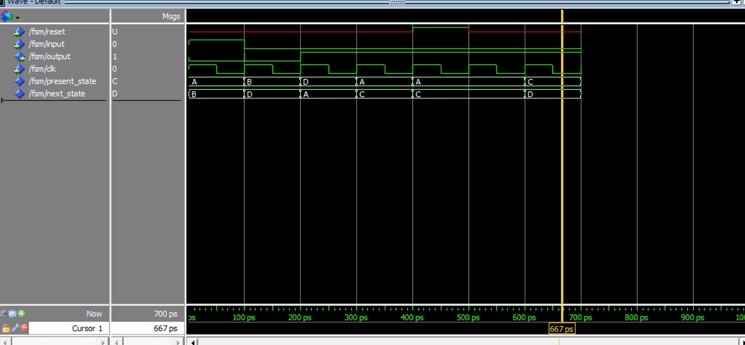 Wave - Default
Msgs
/fsm/reset U
/fsm/input 0
/fsm/output 1
/fsm/clk 0
/fsm/present_state C A B D A A C
/fsm/next_state D B D A C C D
Now 700 ps ps 100 ps 200 ps 300 ps 400 ps 500 ps 600 ps 700 ps 800 ps 900 ps 100
Cursor 1 667 ps 667 ps